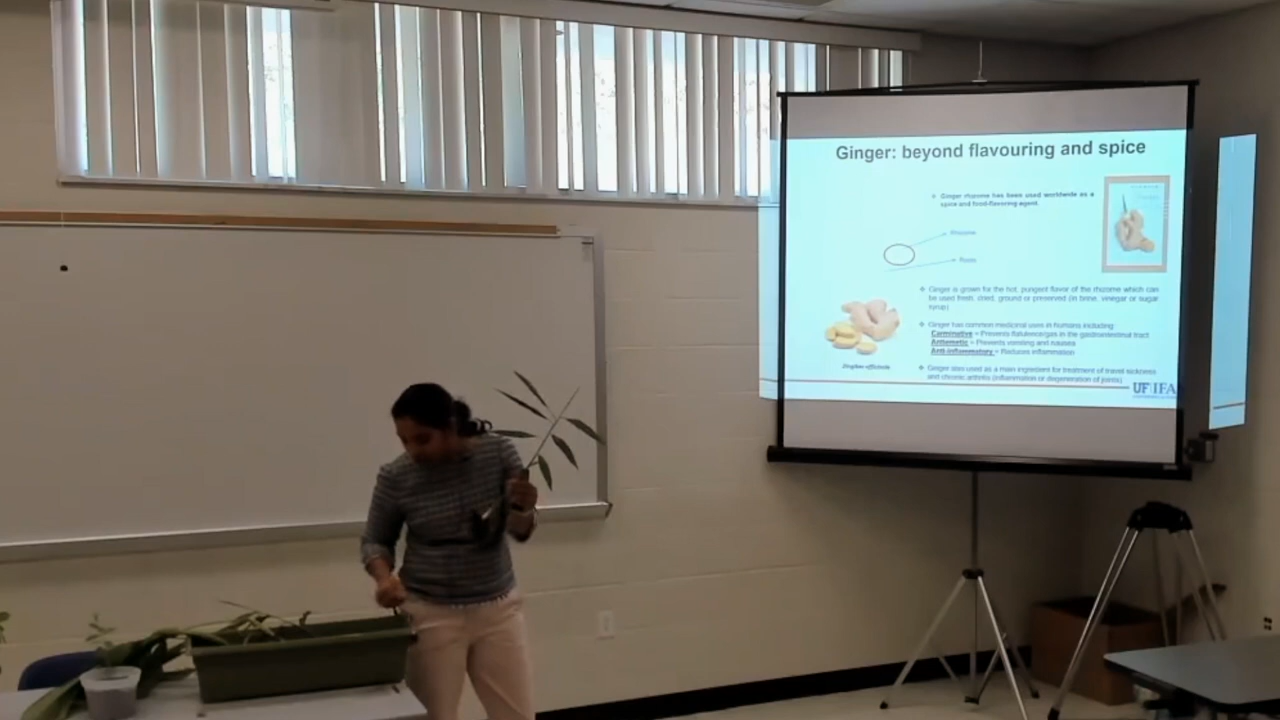 Ginger: beyond flavouring and spice
Ginger rhizome has been used worldwide as a
spice and food-flavoring agent.
Rhizome
Roots
Ginger is grown for the hot, pungent flavor of the rhizome which can
be used fresh, dried, ground or preserved (in brine, vinegar or sugar
syrup)
Ginger has common medicinal uses in humans including:
Carminative = Prevents flatulence/gas in the gastrointestinal tract
Antiemetic = Prevents vomiting and nausea
Anti-inflammatory = Reduces inflammation
Zingiber officinale
Ginger also used as a main ingredient for treatment of travel sickness
and chronic arthritis (inflammation or degeneration of joints)
UF IFA